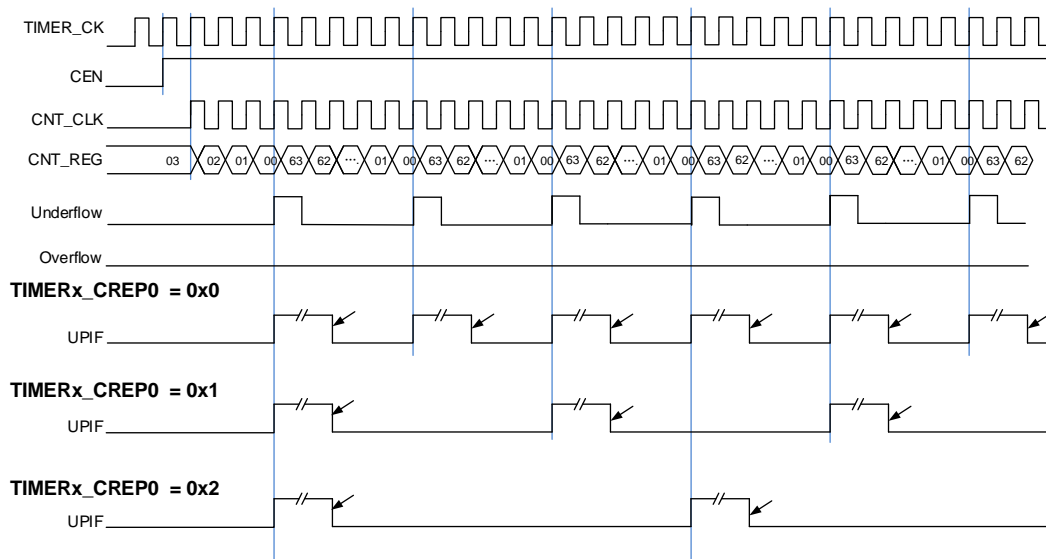 TIMER_CK
CEN
CNT_CLK
CNT_REG 03 02 01 00 63 62 …. 01 00 63 62 …. 01 00 63 62 …. 01 00 63 62 …. 01 00 63 62 …. 01 00 63 62
Underflow
Overflow
TIMERx_CREP0 = 0x0
UPIF
TIMERx_CREP0 = 0x1
UPIF
TIMERx_CREP0 = 0x2
UPIF